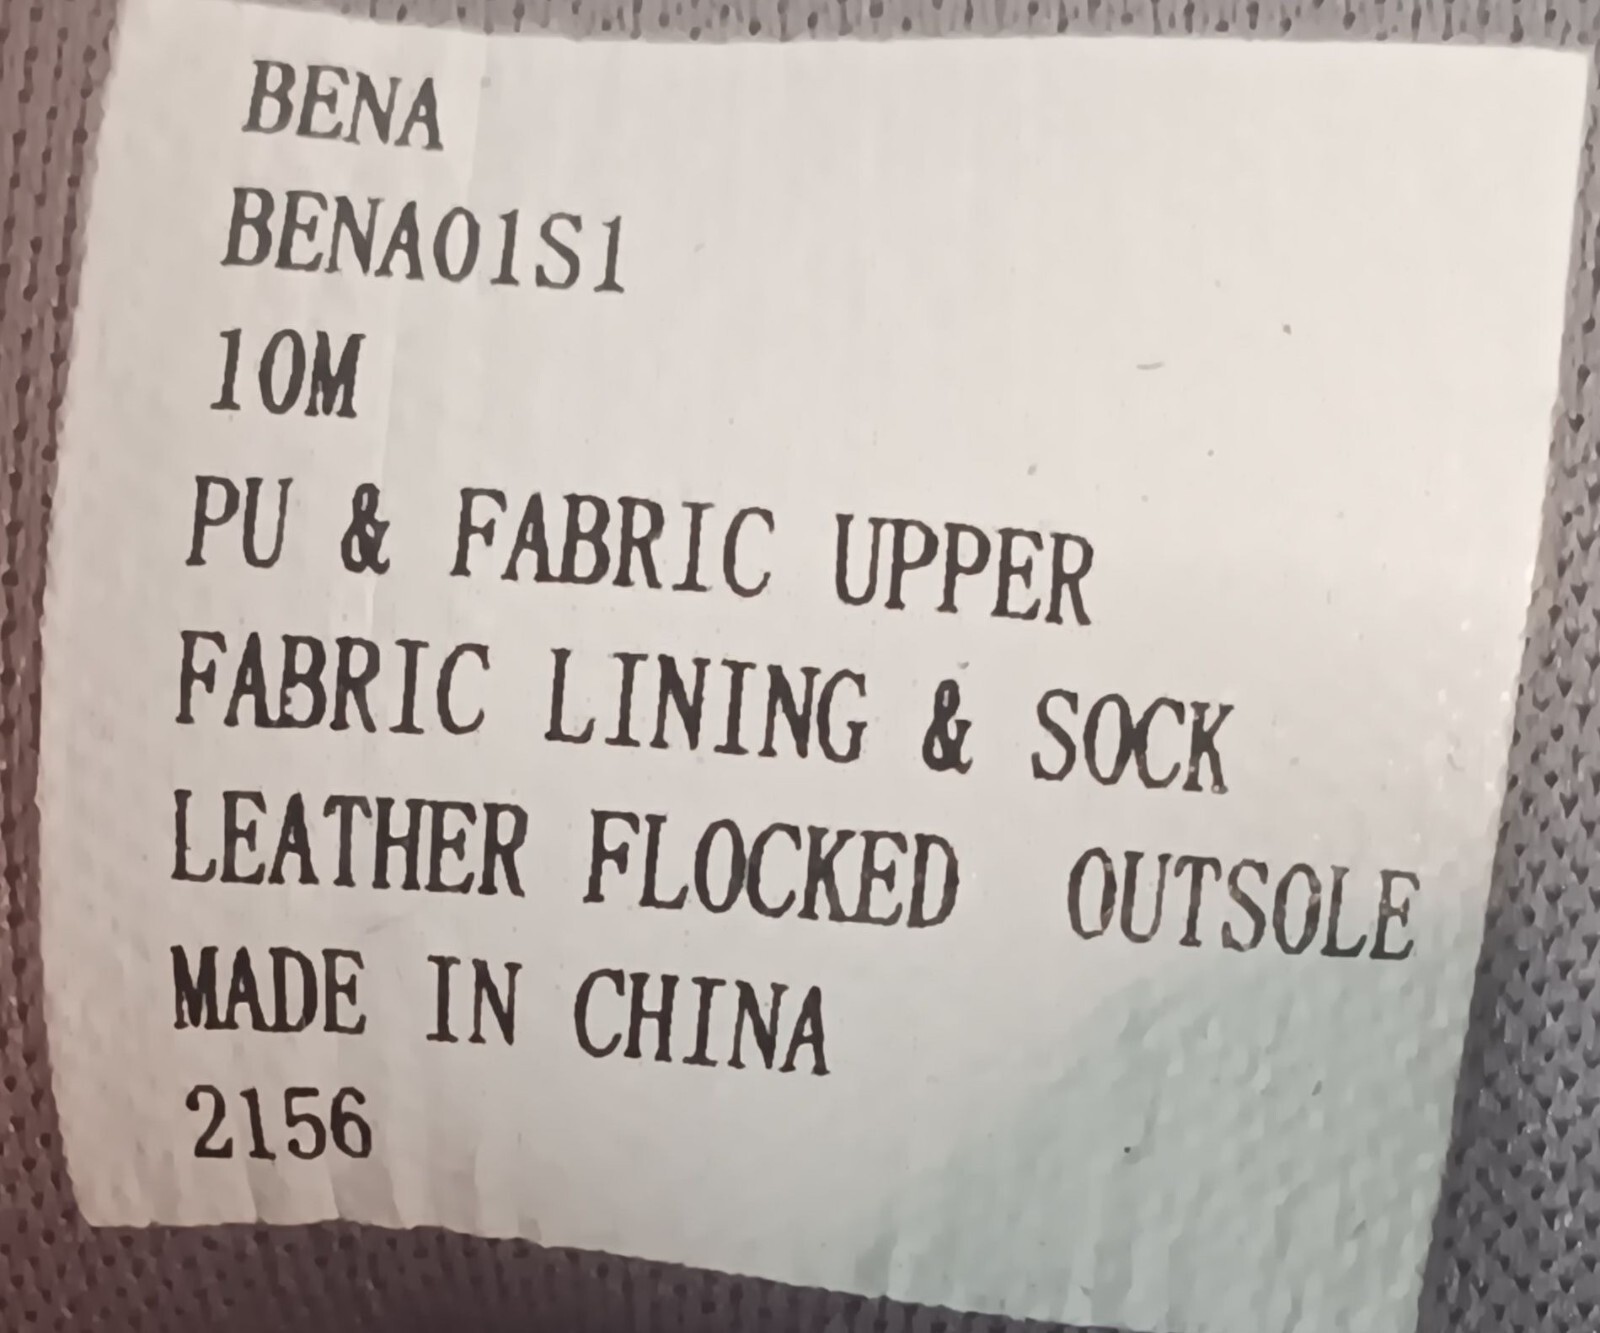 BENA
BENA01S1
10M
PU & FABRIC UPPER
FABRIC LINING & SOCK
LEATHER FLOCKED OUTSOLE
MADE IN CHINA
2156